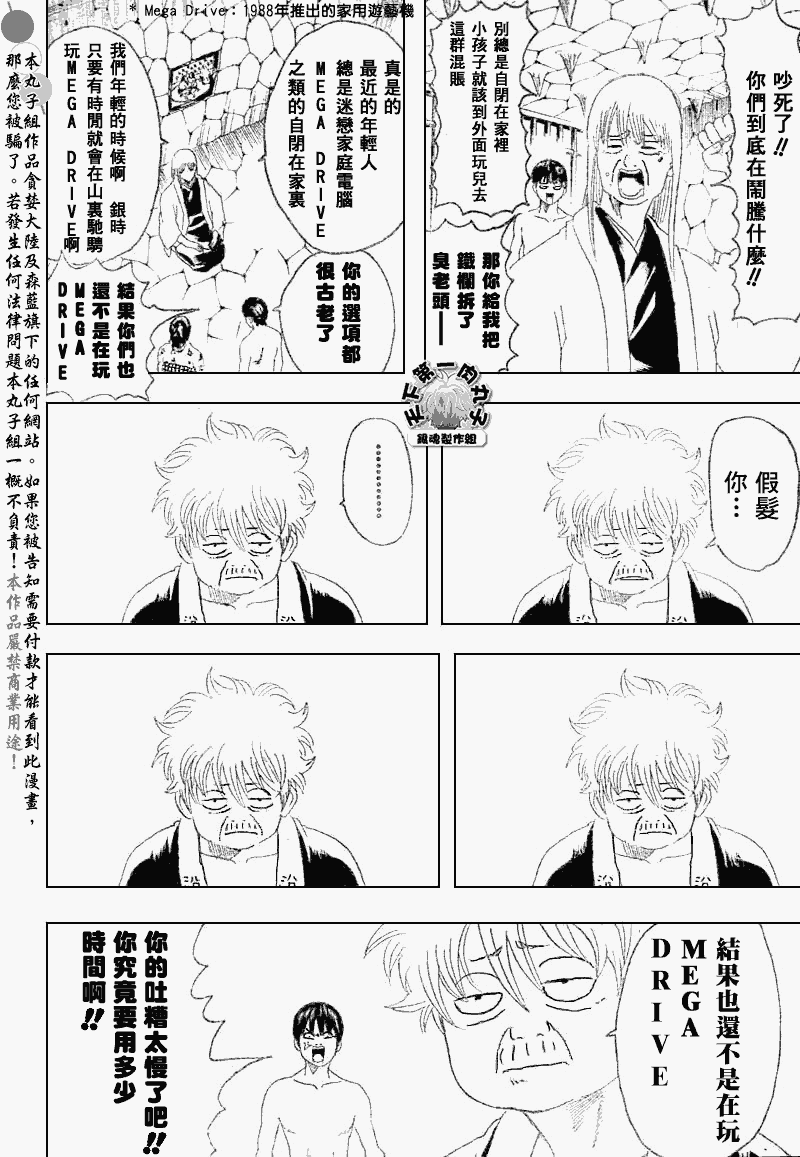 * Mega Drive：1988年推出的家用遊藝機
吵死了!!
你們到底在鬧騰什麼!!
別總是自閉在家裡
小孩子就該到外面玩兒去
這群混賬
那你給我把
鐵欄拆了
臭老頭——
真是的
最近的年輕人
總是迷戀家庭電腦
MEGA DRIVE
之類的自閉在家裏
你的選項都
很古老了
我們年輕的時候啊 銀時
只要有時閒就會在山裏馳騁
玩MEGA DRIVE啊
結果你們也
還不是在玩
MEGA
DRIVE
天下第一肉丸子
銀魂製作組
假髮
你…
………
結果也還不是在玩
MEGA
DRIVE
你的吐糟太慢了吧!!
你究竟要用多少
時間啊!!
本丸子組作品貪婪大陸及森藍旗下的任何網站。如果您被告知需要付款才能看到此漫畫，
那麼您被騙了。若發生任何法律問題本丸子組一概不負責！本作品嚴禁商業用途！